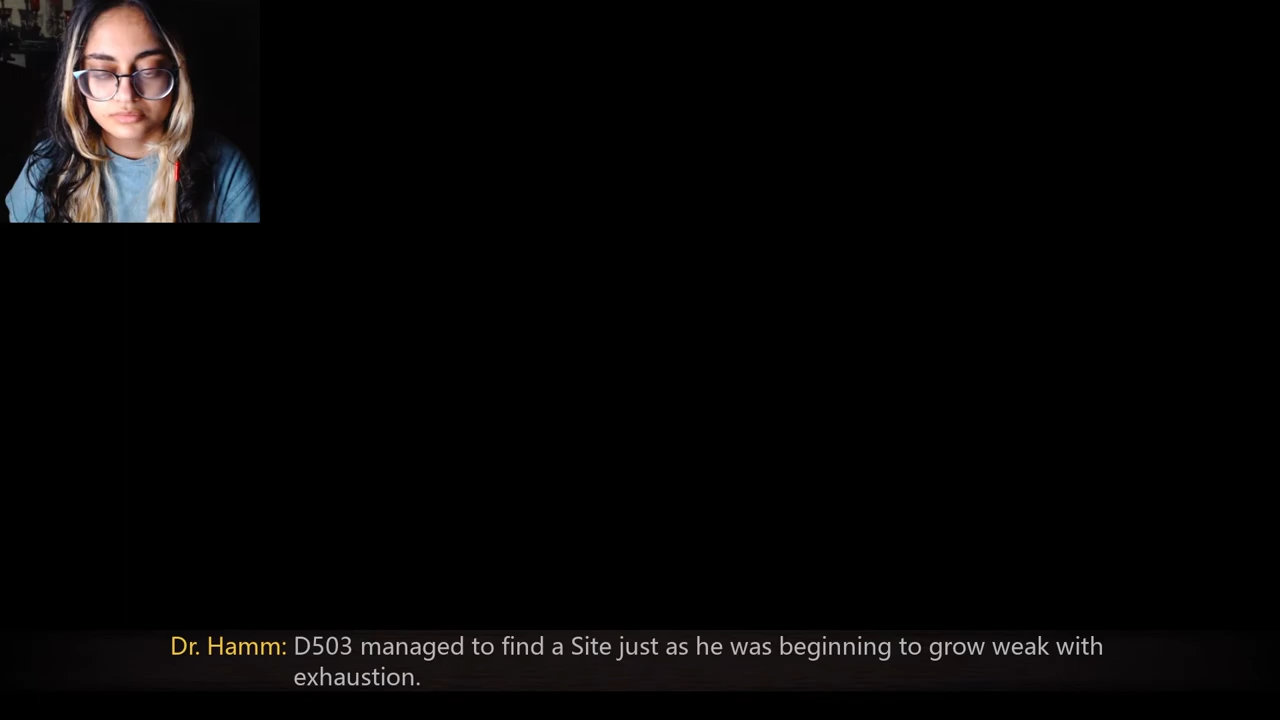 Dr. Hamm: D503 managed to find a Site just as he was beginning to grow weak with
exhaustion.